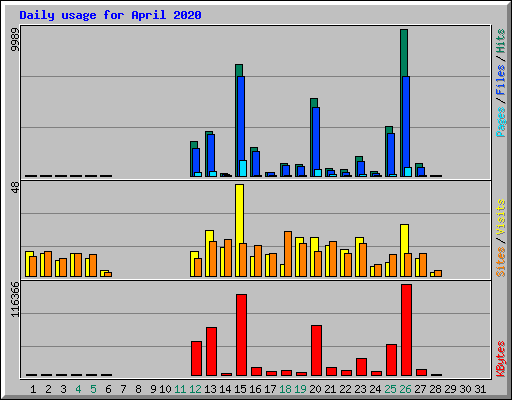 Daily usage for April 2020
9989
Pages / Files / Hits
48
Sites / Visits
116366
KBytes
1 2 3 4 5 6 7 8 9 10 11 12 13 14 15 16 17 18 19 20 21 22 23 24 25 26 27 28 29 30 31